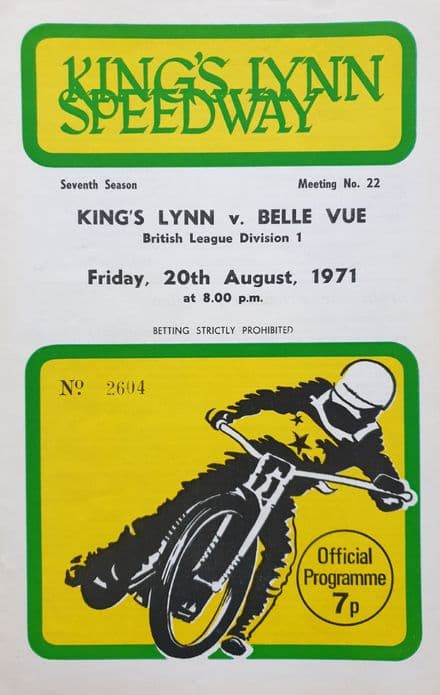 KING'S LYNN
SPEEDWAY
Seventh Season Meeting No. 22
KING'S LYNN v. BELLE VUE
British League Division 1
Friday, 20th August, 1971
at 8.00 p.m.
BETTING STRICTLY PROHIBITED
Nº 2604
Official
Programme
7p